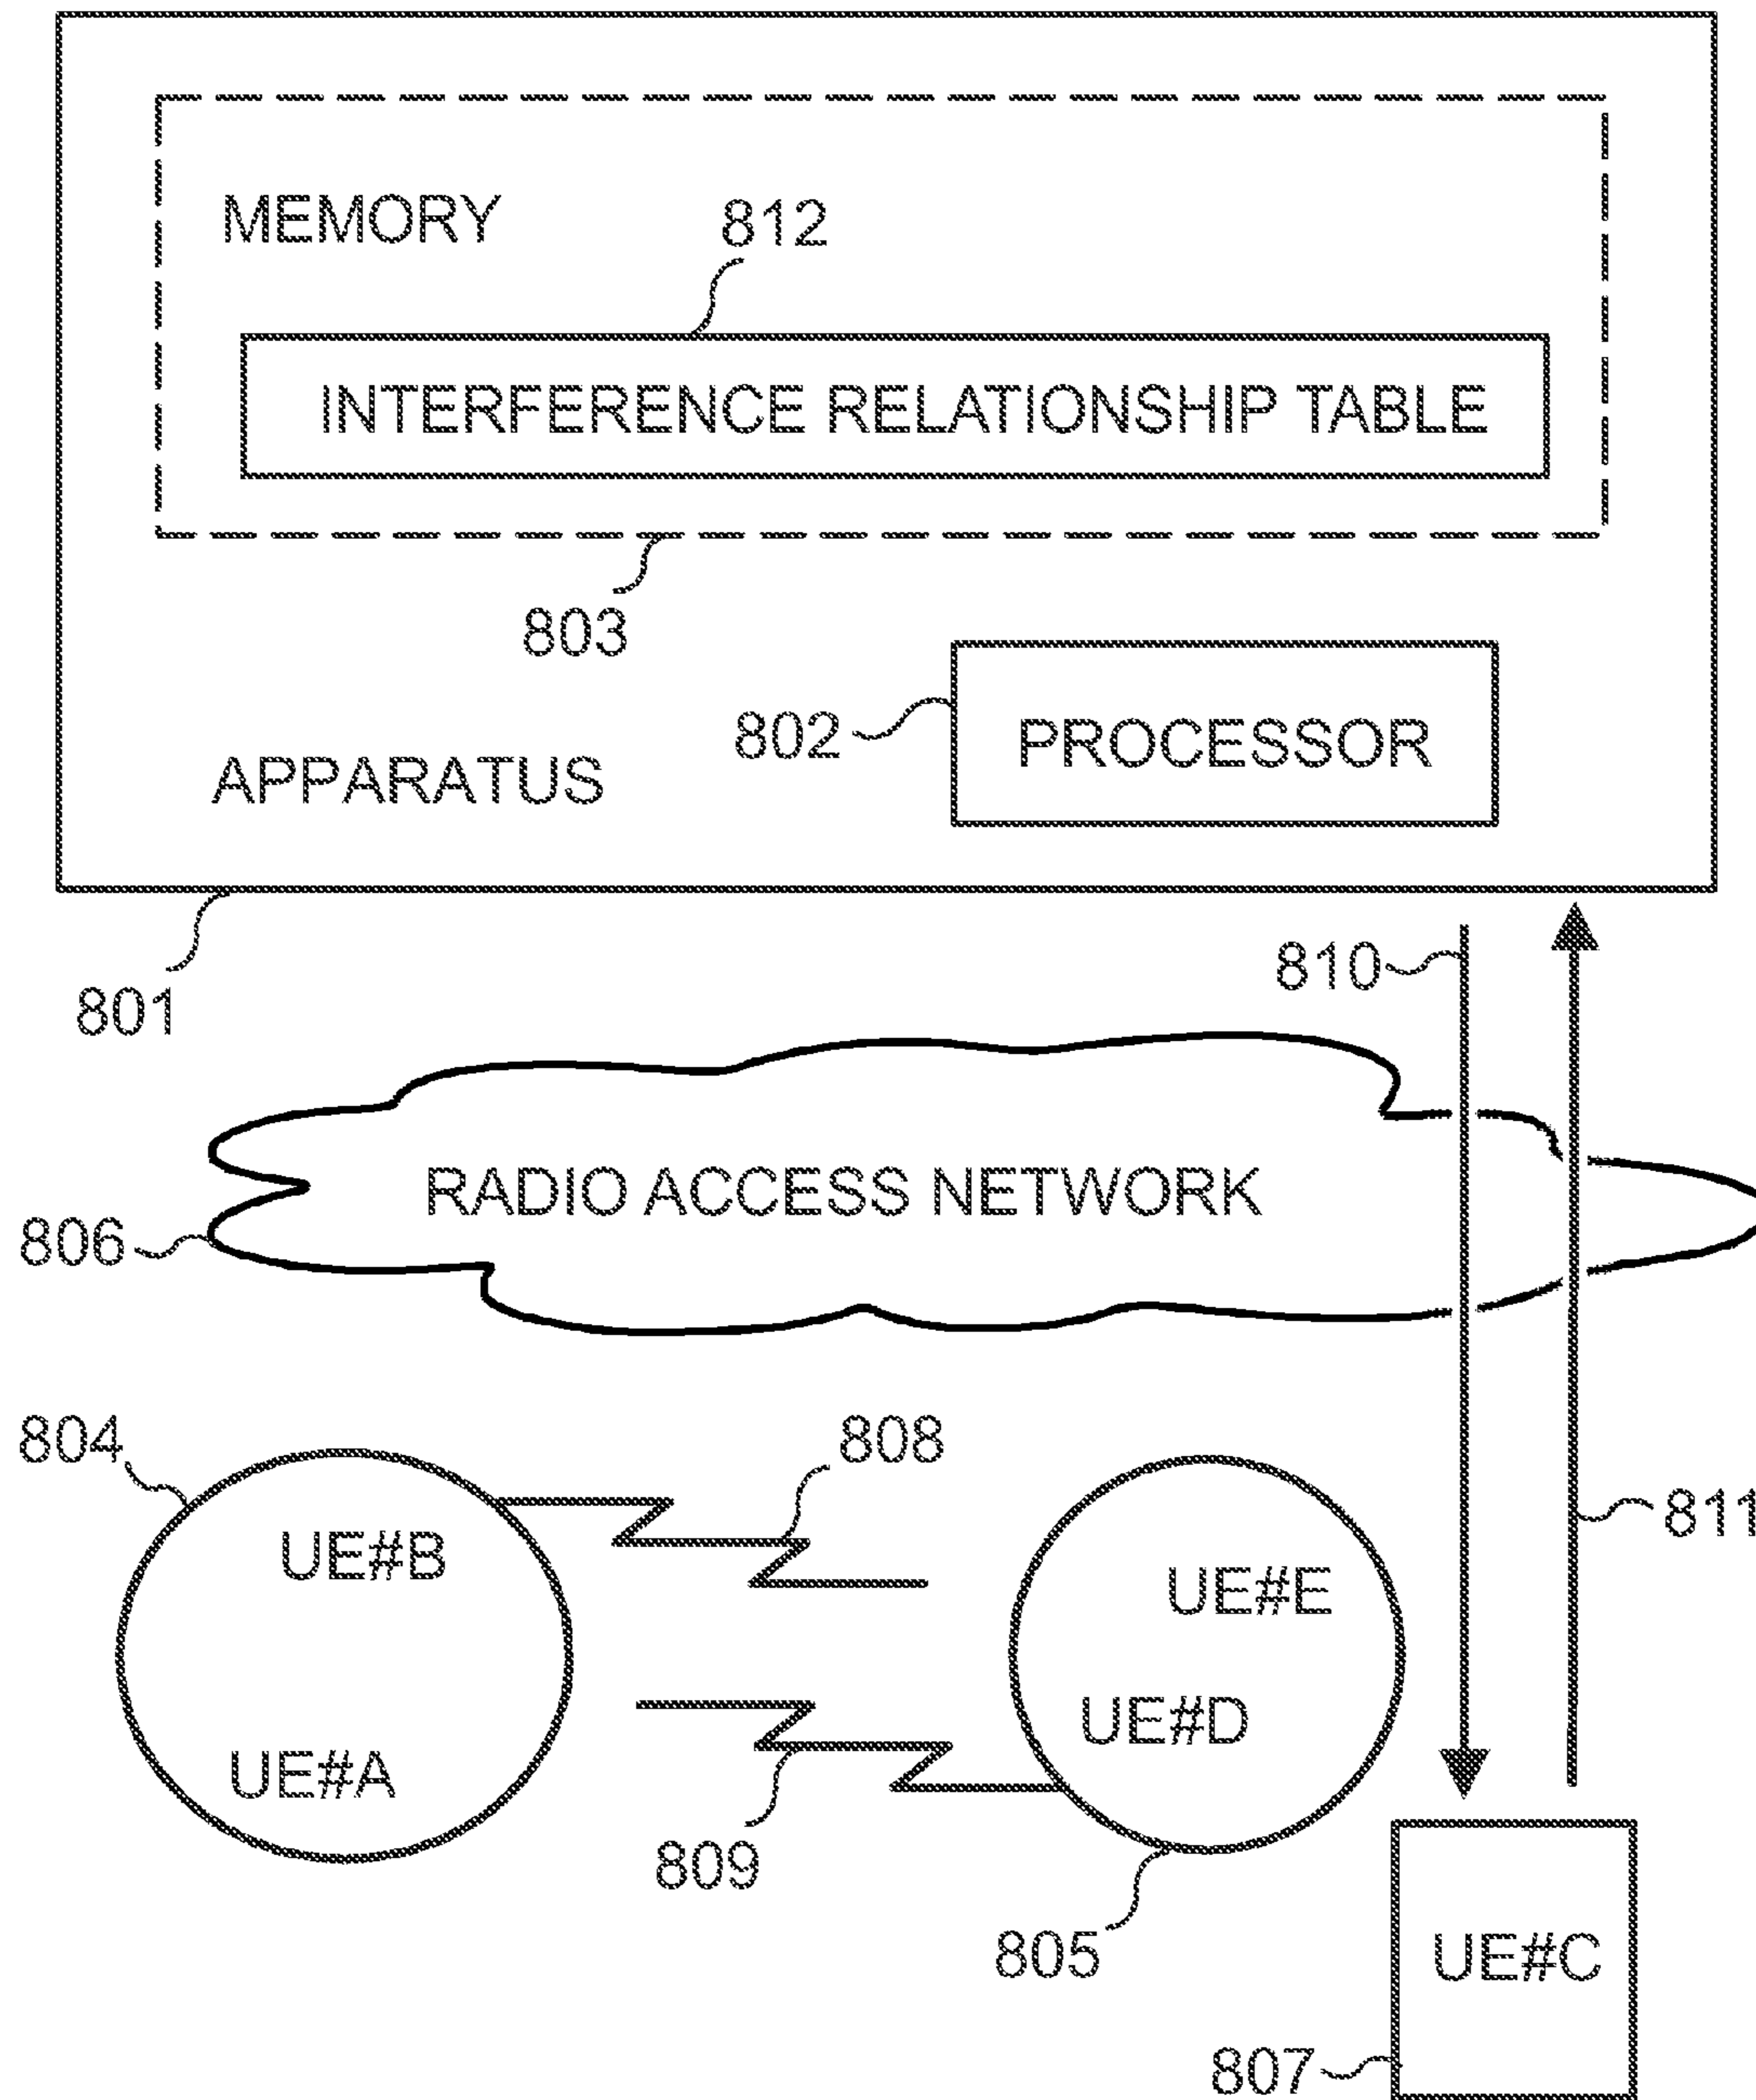 MEMORY
812
INTERFERENCE RELATIONSHIP TABLE
803
802
PROCESSOR
APPARATUS
810
801
RADIO ACCESS NETWORK
806
804
808
811
UE#B
UE#E
UE#D
UE#A
809
805
UE#C
807